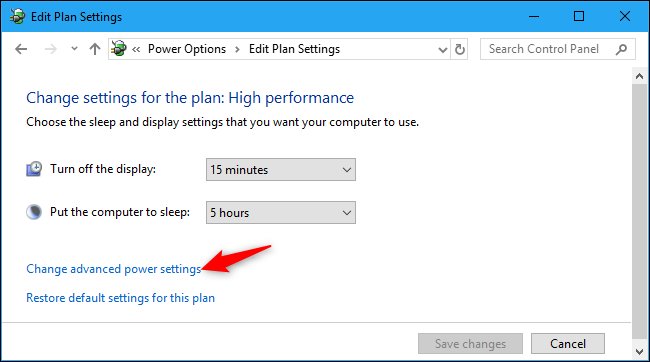 Edit Plan Settings
« Power Options > Edit Plan Settings
Search Control Panel
Change settings for the plan: High performance
Choose the sleep and display settings that you want your computer to use.
Turn off the display: 15 minutes
Put the computer to sleep: 5 hours
Change advanced power settings
Restore default settings for this plan
Save changes Cancel